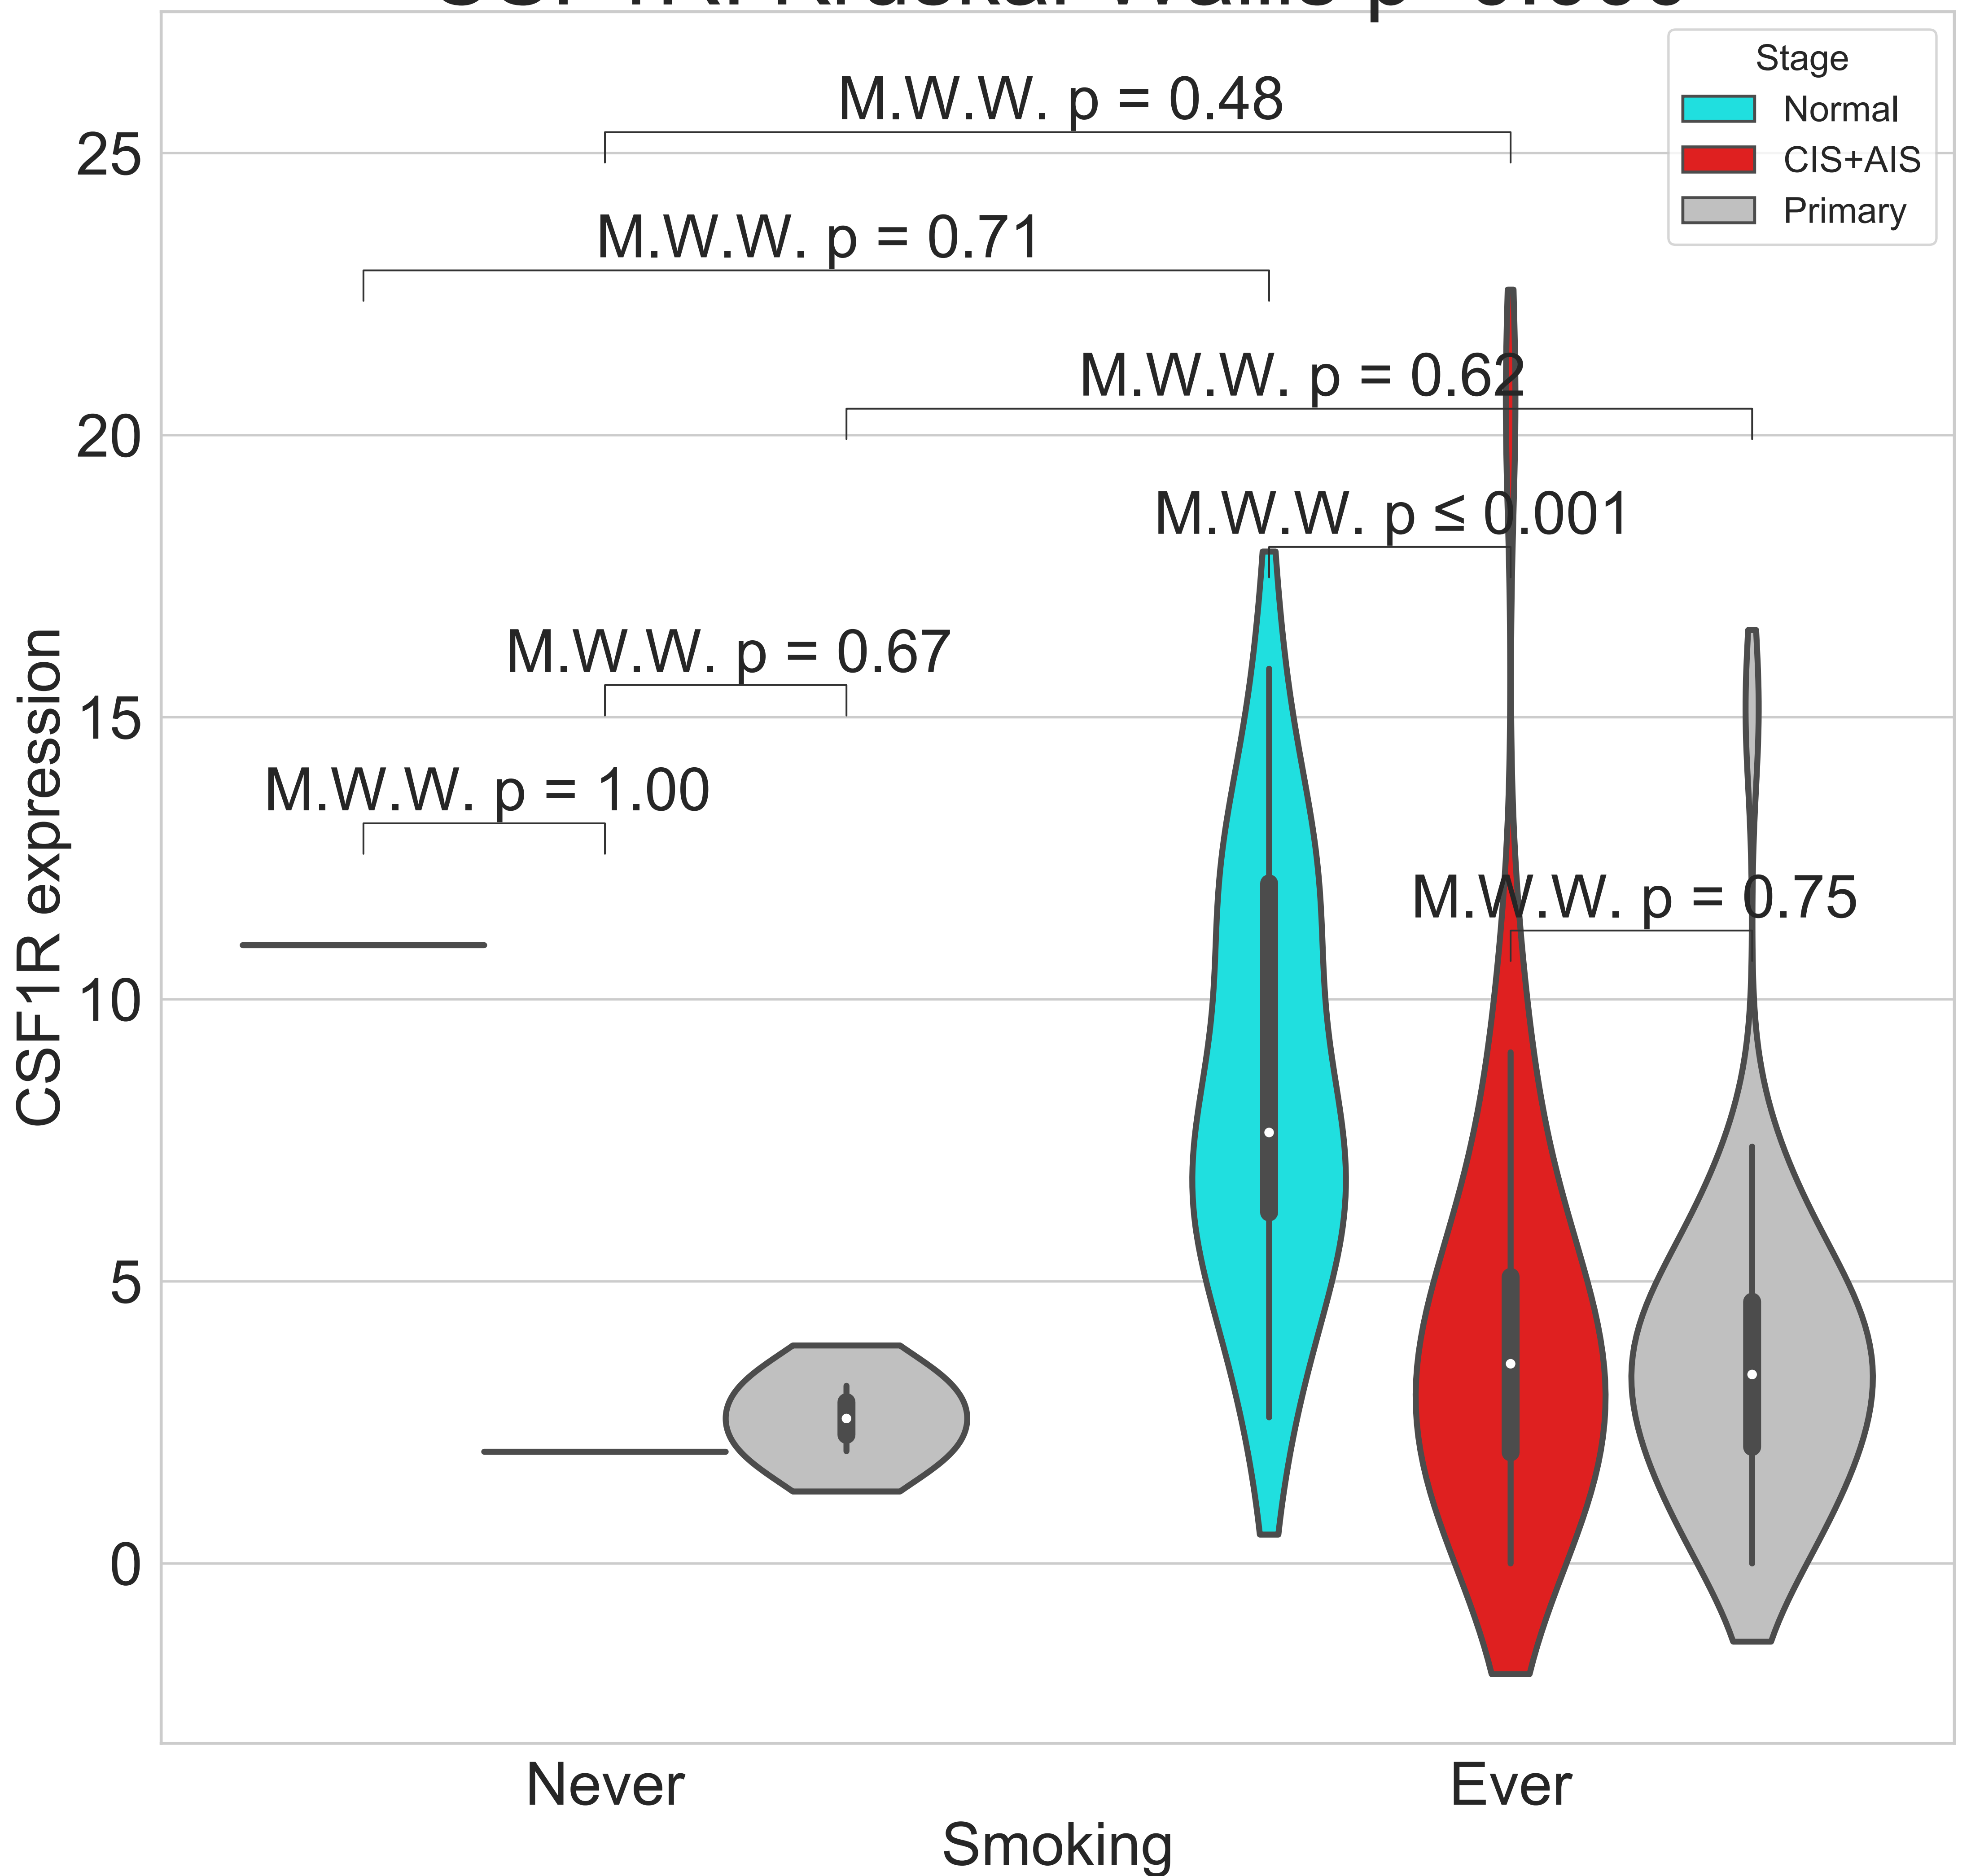 Stage
Normal
CIS+AIS
Primary
M.W.W. p = 0.48
M.W.W. p = 0.71
M.W.W. p = 0.62
M.W.W. p ≤ 0.001
M.W.W. p = 0.67
M.W.W. p = 1.00
M.W.W. p = 0.75
25
20
15
10
5
0
CSF1R expression
Never
Ever
Smoking